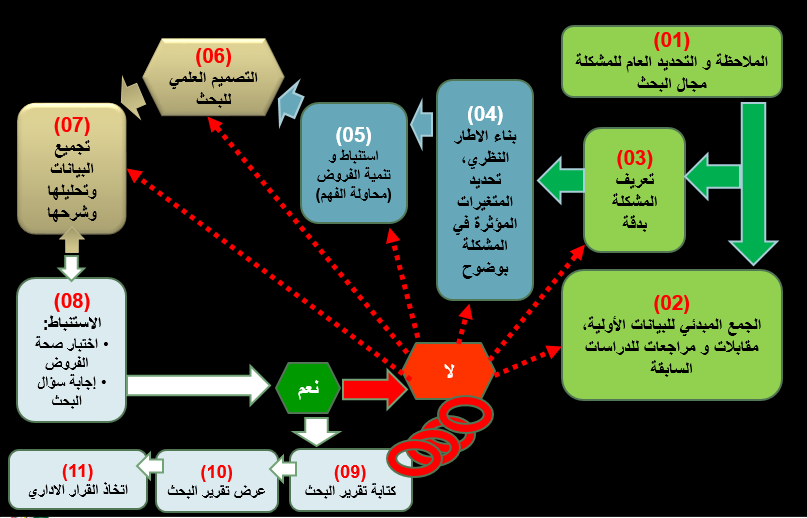 (01)
الملاحظة و التحديد العام للمشكلة
مجال البحث
(02)
الجمع المبدئي للبيانات الأولية،
مقابلات و مراجعات للدراسات
السابقة
(03)
تعريف
المشكلة
بدقة
(04)
بناء الاطار
النظري،
تحديد
المتغيرات
المؤثرة في
المشكلة
بوضوح
(05)
استنباط و
تنمية الفروض
(محاولة الفهم)
(06)
التصميم العلمي
للبحث
(07)
تجميع
البيانات
وتحليلها
وشرحها
(08)
الاستنباط:
• اختبار صحة
الفروض
• إجابة سؤال
البحث
نعم
لا
(09)
كتابة تقرير البحث
(10)
عرض تقرير البحث
(11)
اتخاذ القرار الاداري